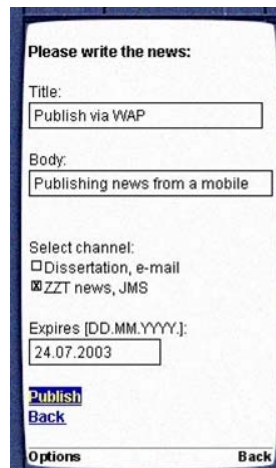 Please write the news:
Title:
Publish via WAP
Body:
Publishing news from a mobile
Select channel:
Dissertation, e-mail
ZZT news, JMS
Expires [DD.MM.YYYY.]:
24.07.2003
Publish
Back
Options Back